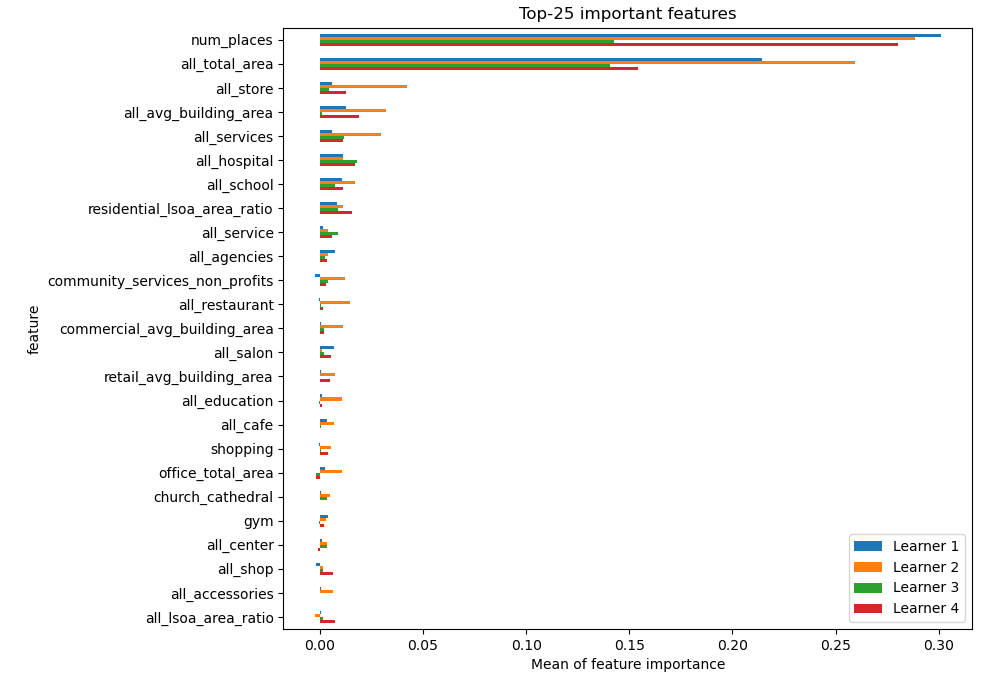 Top-25 important features
feature
num_places
all_total_area
all_store
all_avg_building_area
all_services
all_hospital
all_school
residential_lsoa_area_ratio
all_service
all_agencies
community_services_non_profits
all_restaurant
commercial_avg_building_area
all_salon
retail_avg_building_area
all_education
all_cafe
shopping
office_total_area
church_cathedral
gym
all_center
all_shop
all_accessories
all_lsoa_area_ratio
Learner 1
Learner 2
Learner 3
Learner 4
0.00 0.05 0.10 0.15 0.20 0.25 0.30
Mean of feature importance